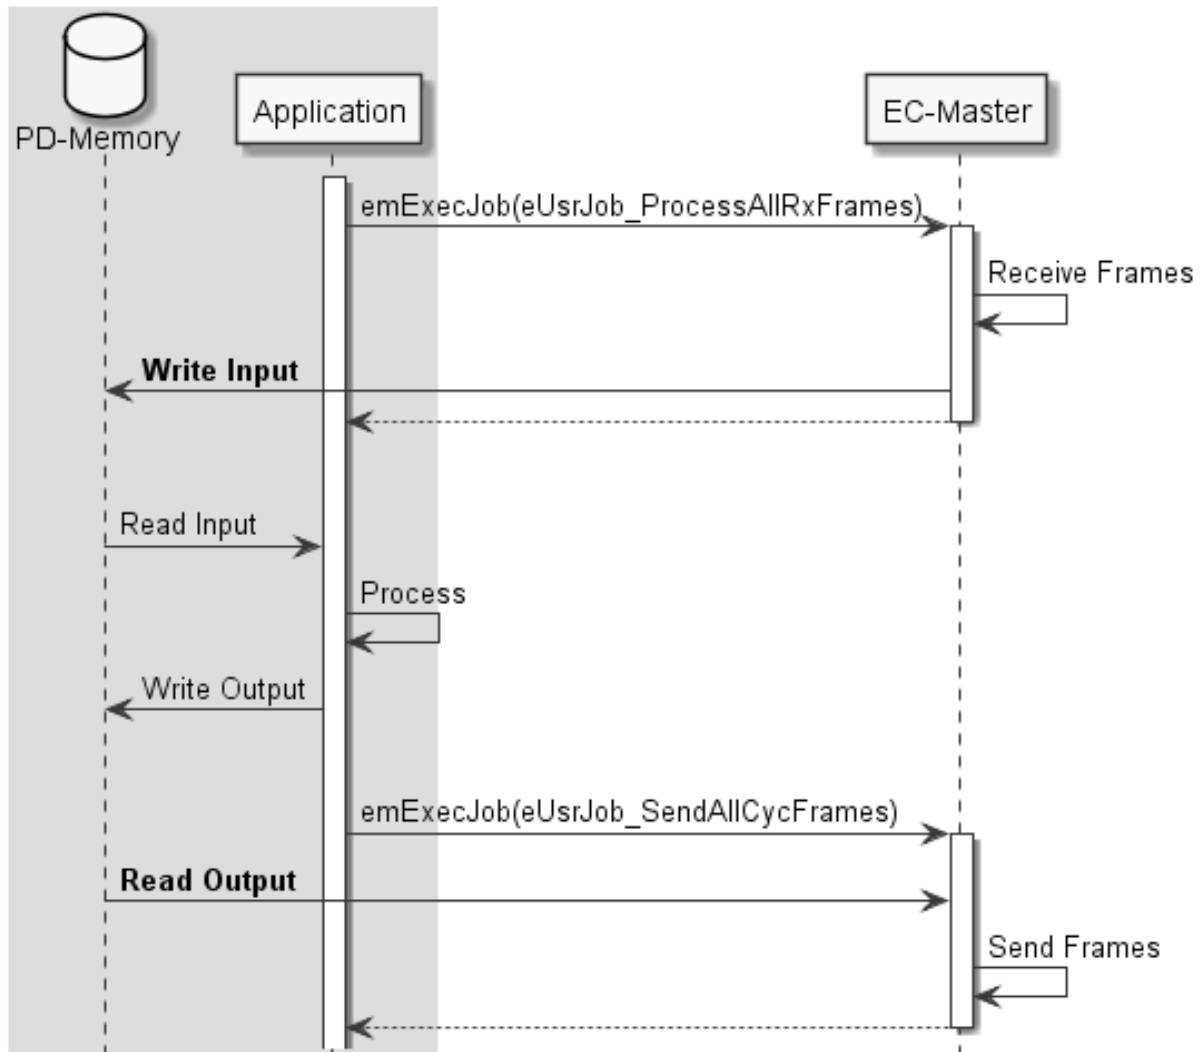 PD-Memory
Application
EC-Master
emExecJob(eUsrJob_ProcessAllRxFrames)
Receive Frames
Write Input
Read Input
Process
Write Output
emExecJob(eUsrJob_SendAllCycFrames)
Read Output
Send Frames